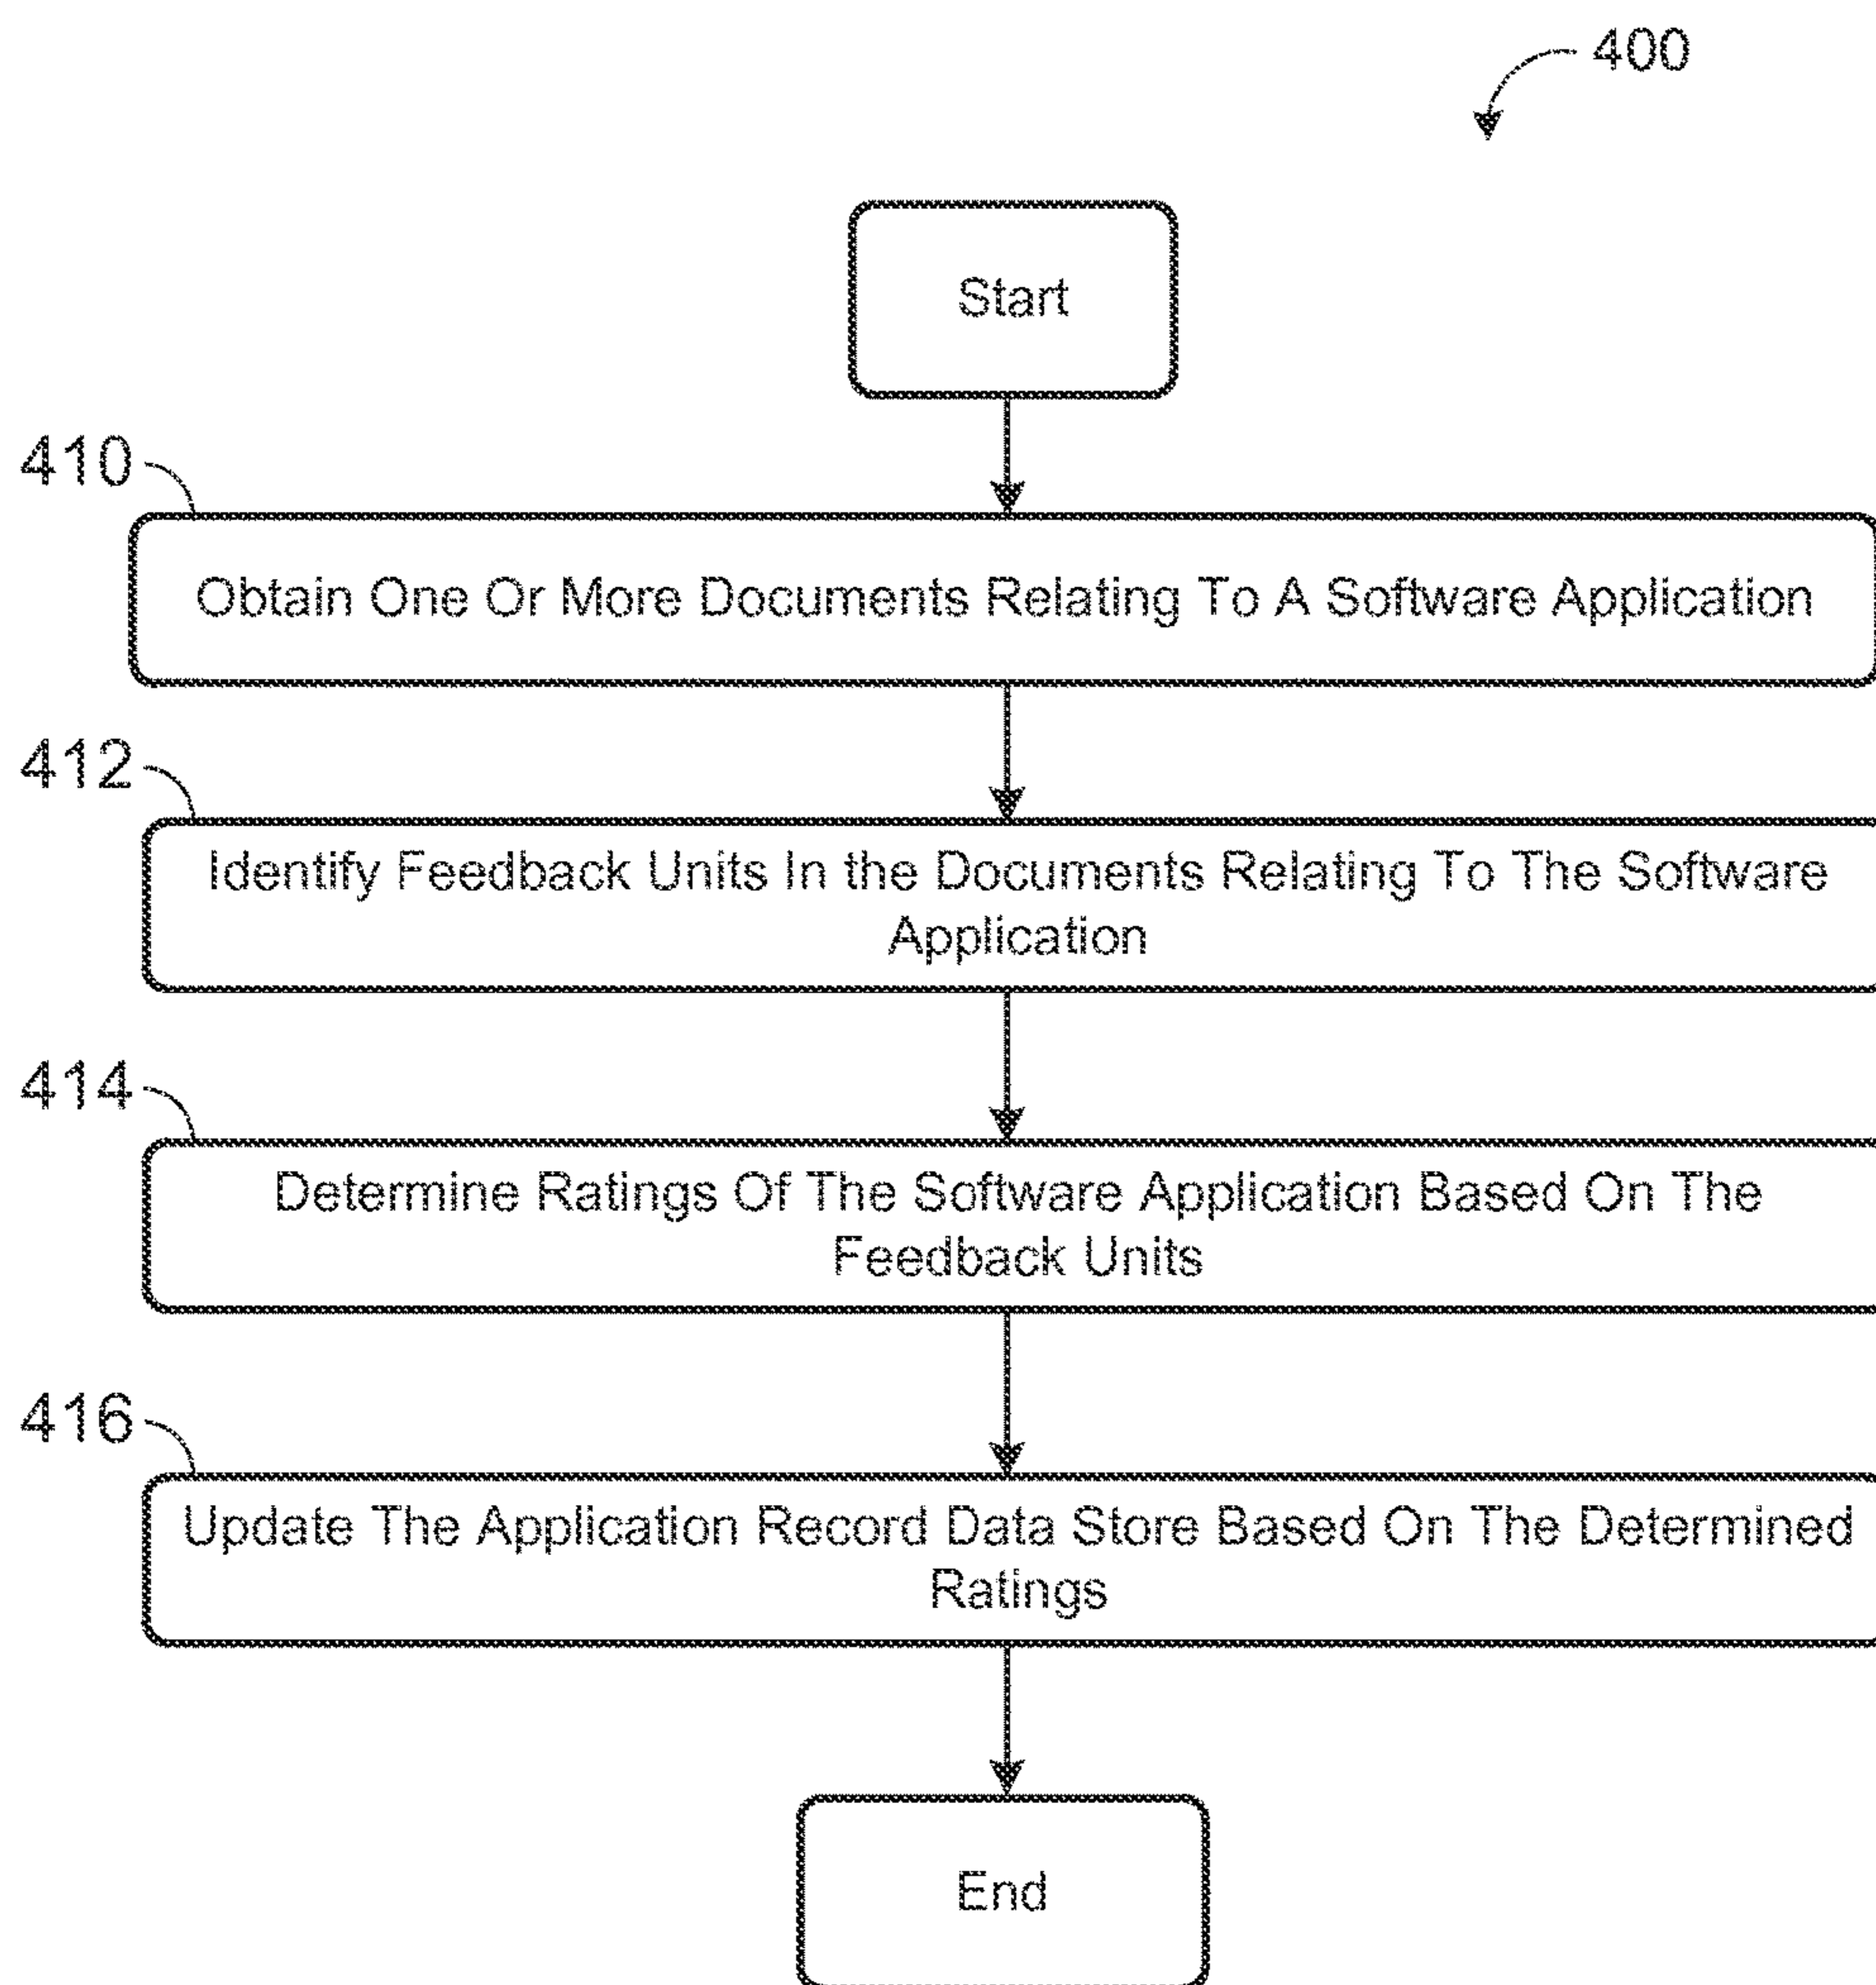 400
Start
410
Obtain One Or More Documents Relating To A Software Application
412
Identify Feedback Units In the Documents Relating To The Software
Application
414
Determine Ratings Of The Software Application Based On The
Feedback Units
416
Update The Application Record Data Store Based On The Determined
Ratings
End